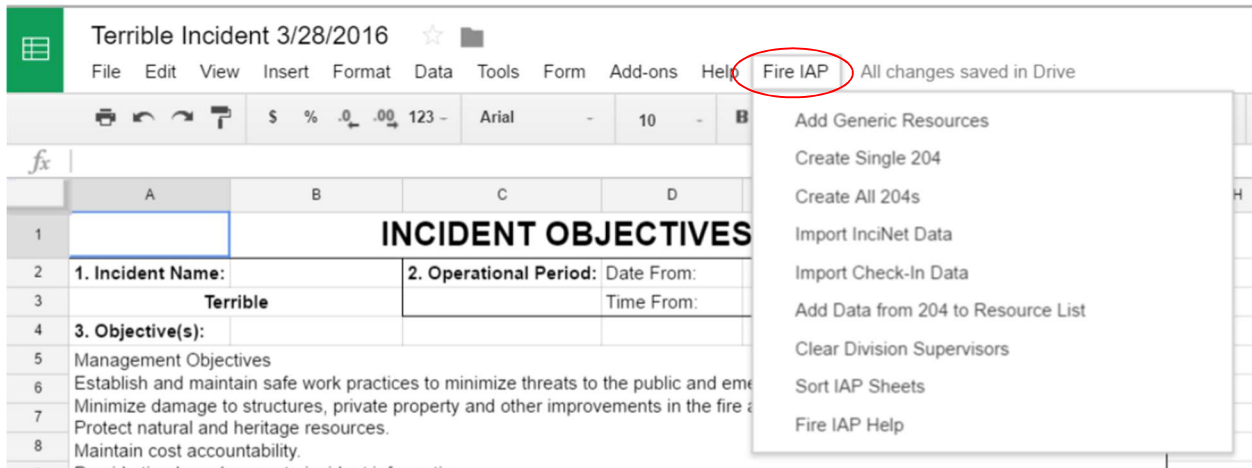 Terrible Incident 3/28/2016
File Edit View Insert Format Data Tools Form Add-ons Help Fire IAP All changes saved in Drive
$ % .0 .00 123 - Arial - 10 - B
Add Generic Resources
Create Single 204
Create All 204s
Import InciNet Data
Import Check-In Data
Add Data from 204 to Resource List
Clear Division Supervisors
Sort IAP Sheets
Fire IAP Help
fx
A B C D H
1 INCIDENT OBJECTIVES
2 1. Incident Name: 2. Operational Period: Date From:
3 Terrible Time From:
4 3. Objective(s):
5 Management Objectives
6 Establish and maintain safe work practices to minimize threats to the public and eme
7 Minimize damage to structures, private property and other improvements in the fire a
Protect natural and heritage resources.
8 Maintain cost accountability.